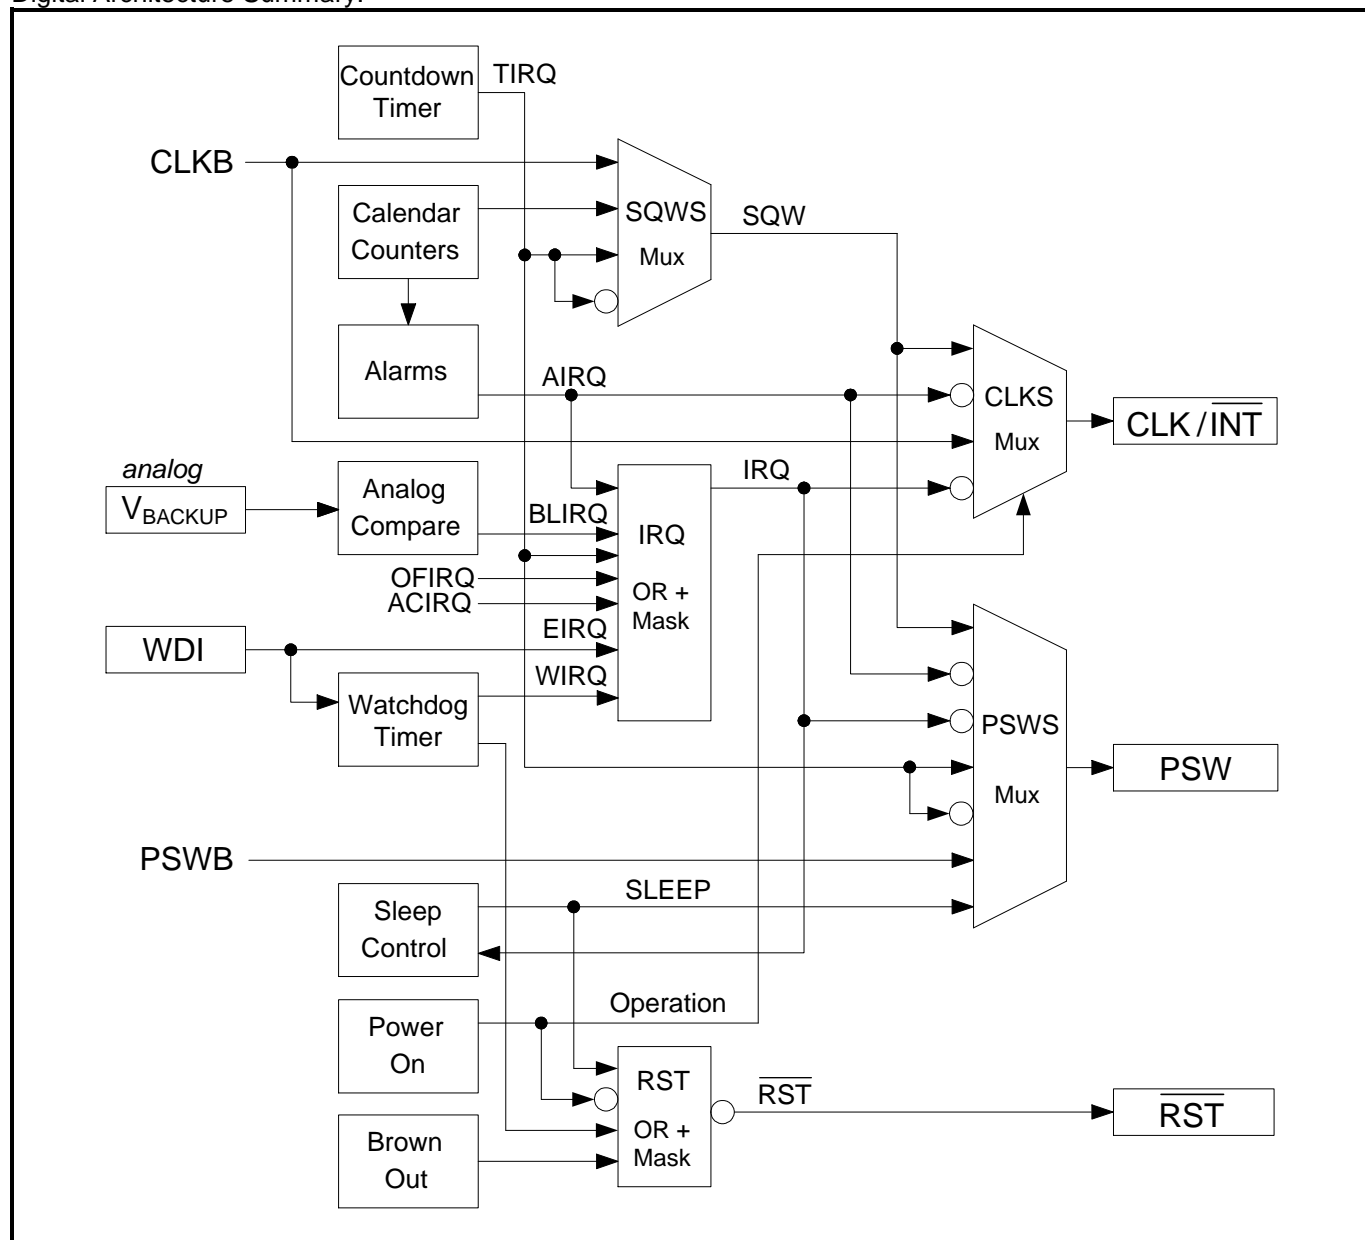 Digital Architecture Summary:
Countdown
Timer
TIRQ
CLKB
Calendar
Counters
SQWS
Mux
SQW
Alarms
AIRQ
CLKS
Mux
CLK / INT
analog
VBACKUP
Analog
Compare
BLIRQ
OFIRQ
ACIRQ
EIRQ
WIRQ
IRQ
OR +
Mask
IRQ
WDI
Watchdog
Timer
PSWS
Mux
PSW
PSWB
Sleep
Control
SLEEP
Power
On
Operation
Brown
Out
RST
OR +
Mask
RST
RST